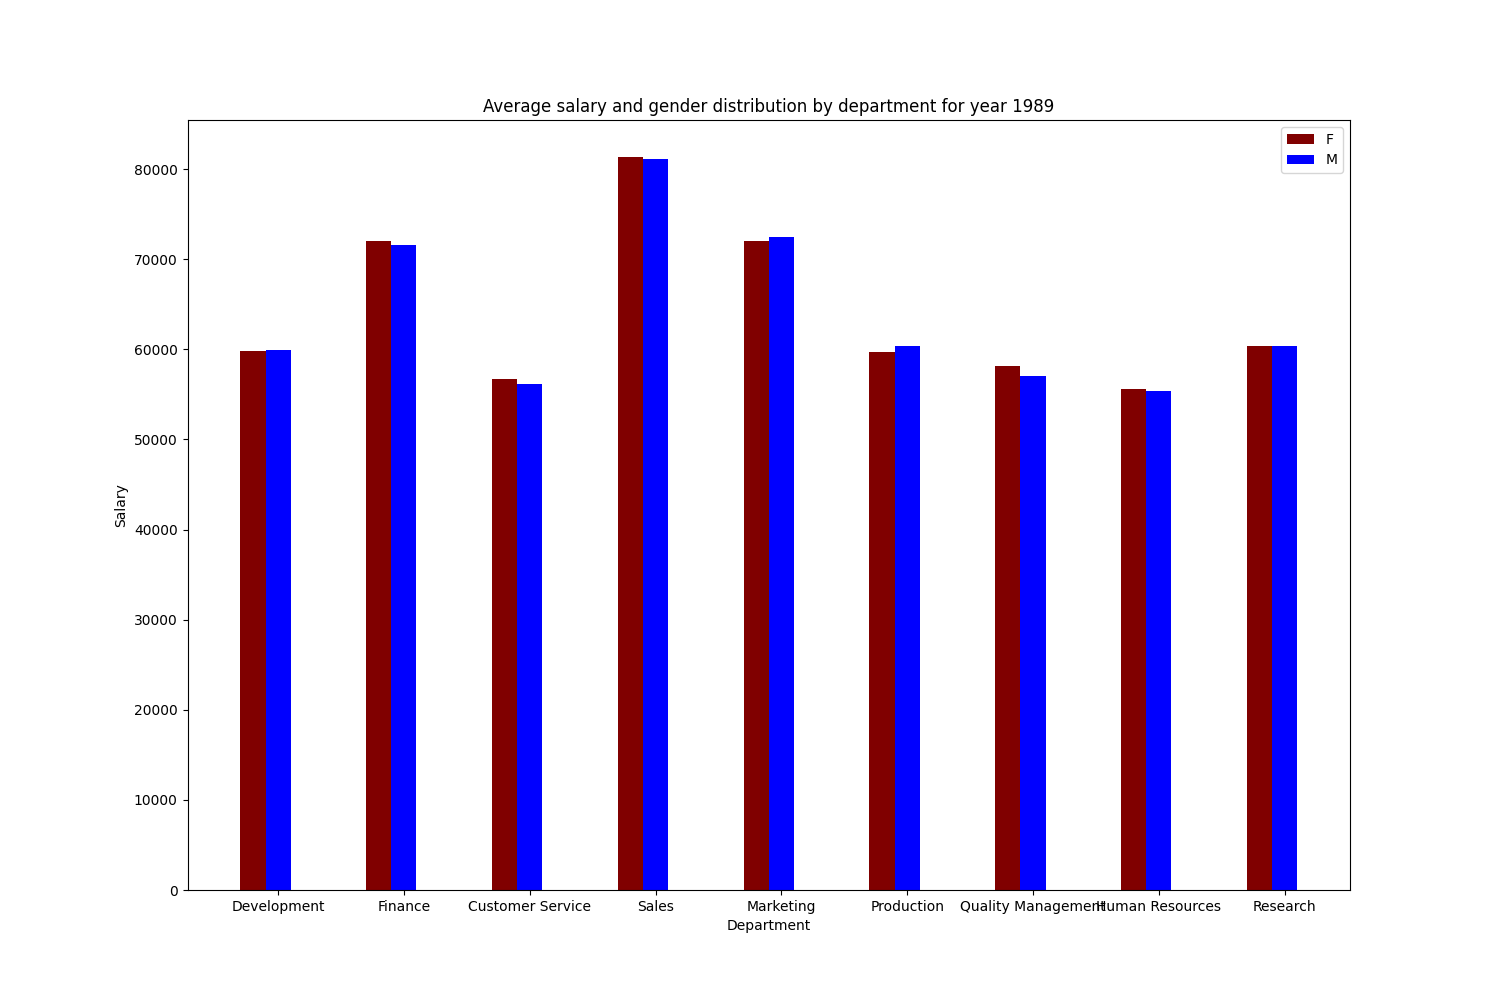 Average salary and gender distribution by department for year 1989
F
M
80000
70000
60000
50000
40000
30000
20000
10000
0
Salary
Development Finance Customer Service Sales Marketing Production Quality Management Human Resources Research
Department